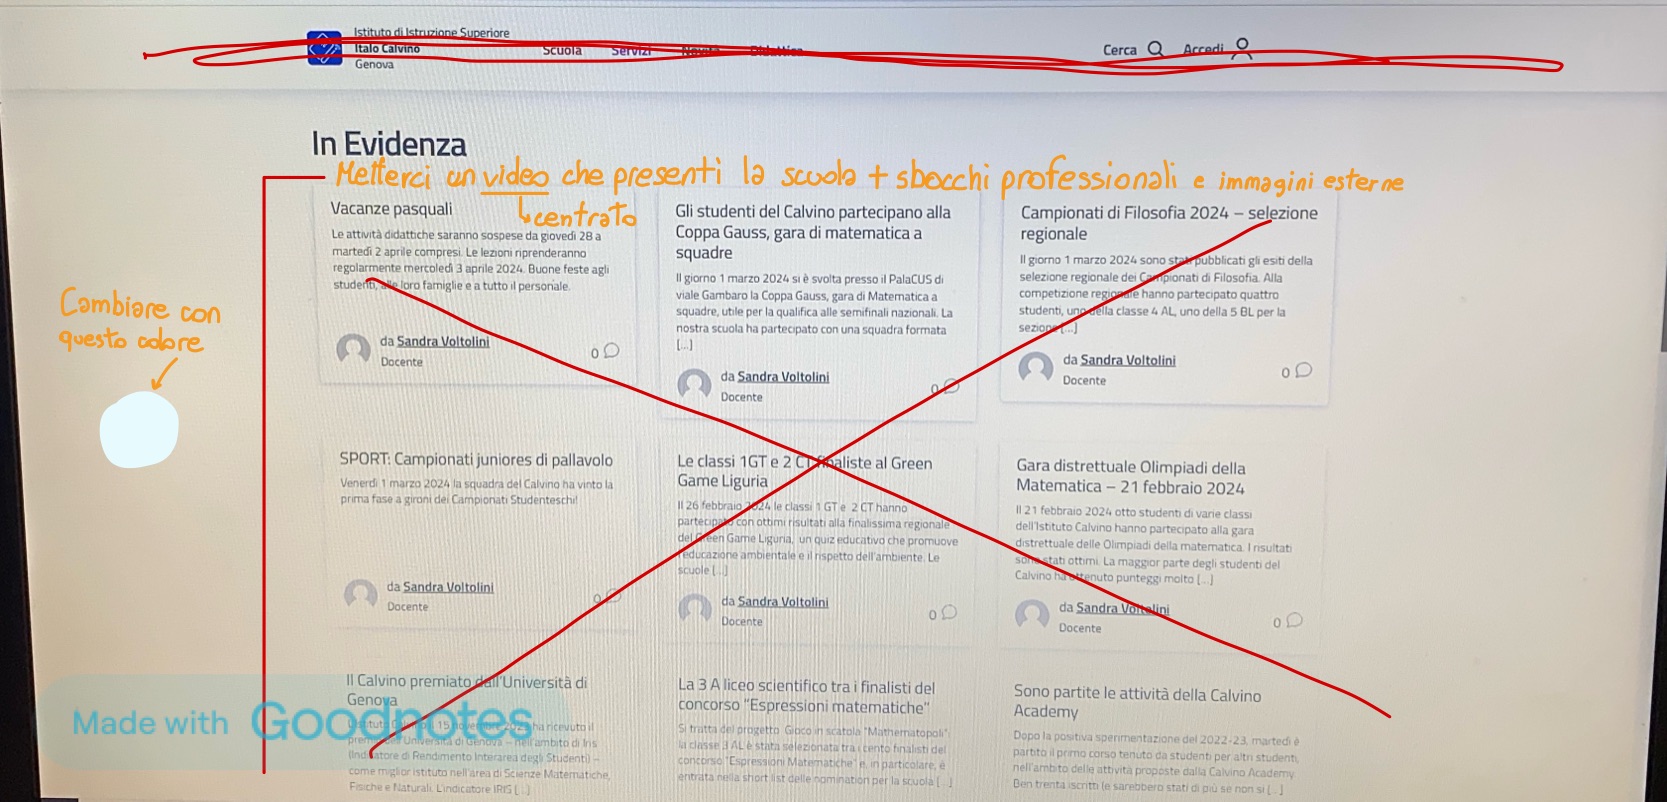 Istituto di Istruzione Superiore
Italo Calvino
Genova
Scuola Servizi Novità Didattica
Cerca Accedi
In Evidenza
Metterci un video che presenti la scuola + sbocchi professionali e immagini esterne
centrato
Cambiare con
questo colore
Vacanze pasquali
Le attività didattiche saranno sospese da giovedì 28 a
martedì 2 aprile compresi. Le lezioni riprenderanno
regolarmente mercoledì 3 aprile 2024. Buone feste agli
studenti, alle loro famiglie e a tutto il personale.
da Sandra Voltolini
Docente
0
Gli studenti del Calvino partecipano alla
Coppa Gauss, gara di matematica a
squadre
Il giorno 1 marzo 2024 si è svolta presso il PalaCUS di
viale Gambaro la Coppa Gauss, gara di Matematica a
squadre, utile per la qualifica alle semifinali nazionali. La
nostra scuola ha partecipato con una squadra formata
[...]
da Sandra Voltolini
Docente
0
Campionati di Filosofia 2024 – selezione
regionale
Il giorno 1 marzo 2024 sono stati pubblicati gli esiti della
selezione regionale dei Campionati di Filosofia. Alla
competizione regionale hanno partecipato quattro
studenti, uno della classe 4 AL, uno della 5 BL per la
sezione [...]
da Sandra Voltolini
Docente
0
SPORT: Campionati juniores di pallavolo
Venerdì 1 marzo 2024 la squadra del Calvino ha vinto la
prima fase a gironi dei Campionati Studenteschi!
da Sandra Voltolini
Docente
0
Le classi 1GT e 2 CT finaliste al Green
Game Liguria
Il 26 febbraio 2024 le classi 1 GT e 2 CT hanno
partecipato con ottimi risultati alla finalissima regionale
del Green Game Liguria, un quiz educativo che promuove
l'educazione ambientale e il rispetto dell'ambiente. Le
scuole [...]
da Sandra Voltolini
Docente
0
Gara distrettuale Olimpiadi della
Matematica – 21 febbraio 2024
Il 21 febbraio 2024 otto studenti di varie classi
dell'Istituto Calvino hanno partecipato alla gara
distrettuale delle Olimpiadi della matematica. I risultati
sono stati ottimi. La maggior parte degli studenti del
Calvino ha ottenuto punteggi molto [...]
da Sandra Voltolini
Docente
0
Il Calvino premiato dall'Università di
Genova
L'Istituto Calvino il 15 novembre 2023 ha ricevuto il
premio dell'Università di Genova – nell'ambito di Iris
(Indicatore di Rendimento Interarea degli Studenti) –
come miglior istituto nell'area di Scienze Matematiche,
Fisiche e Naturali. L'indicatore IRIS [...]
La 3 A liceo scientifico tra i finalisti del
concorso "Espressioni matematiche"
Si tratta del progetto Gioco in scatola "Mathematopoli":
la classe 3 AL è stata selezionata tra i cento finalisti del
concorso "Espressioni Matematiche" e, in particolare, è
entrata nella short list delle nomination per la scuola [...]
Sono partite le attività della Calvino
Academy
Dopo la positiva sperimentazione del 2022-23, martedì è
partito il primo corso tenuto da studenti per altri studenti,
nell'ambito delle attività proposte dalla Calvino Academy.
Ben trenta iscritti (e sarebbero stati di più se non si [...]
Made with Goodnotes